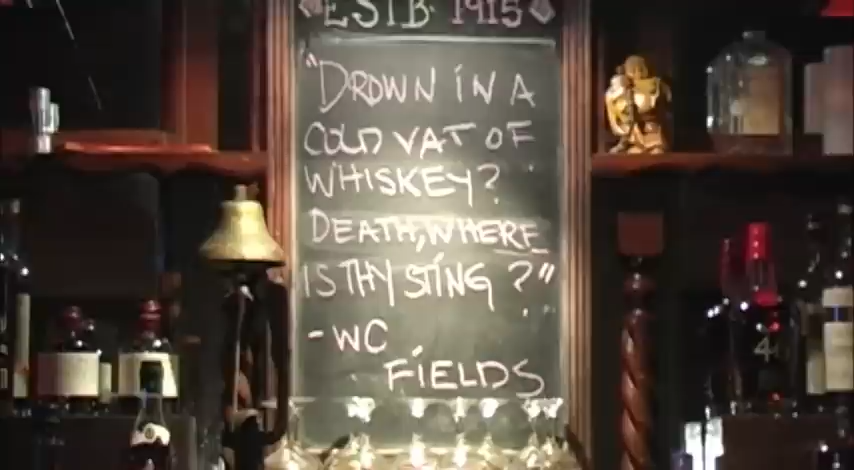 ESTB. 1915
"DROWN IN A
COLD VAT OF
WHISKEY?
DEATH, WHERE
IS THY STING?"
-WC
FIELDS